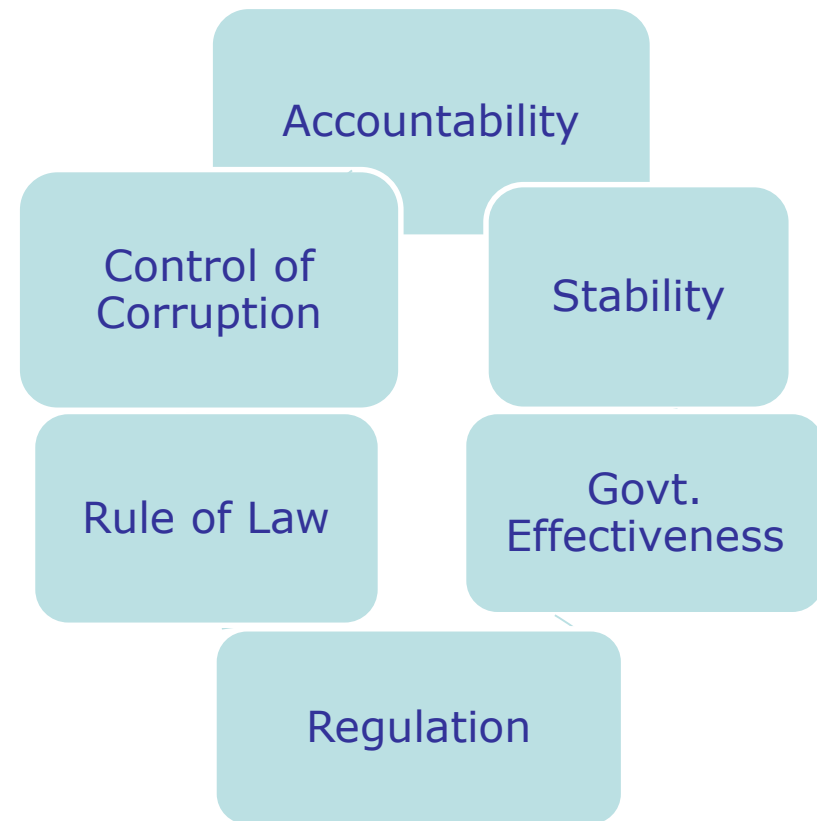 Accountability
Control of
Corruption
Stability
Rule of Law
Govt.
Effectiveness
Regulation